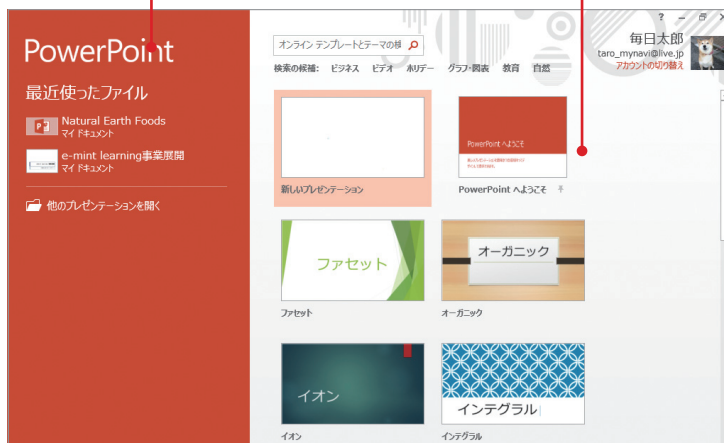 PowerPoint
最近使ったファイル
Natural Earth Foods
マイ ドキュメント
e-mint learning事業展開
マイ ドキュメント
他のプレゼンテーションを開く
? － ×
オンライン テンプレートとテーマの検
検索の候補: ビジネス ビデオ ホリデー グラフ・図表 教育 自然
毎日太郎
taro_mynavi@live.jp
アカウントの切り替え
新しいプレゼンテーション
PowerPoint へようこそ
PowerPoint へようこそ
ファセット
ファセット
オーガニック
オーガニック
イオン
イオン
インテグラル
インテグラル